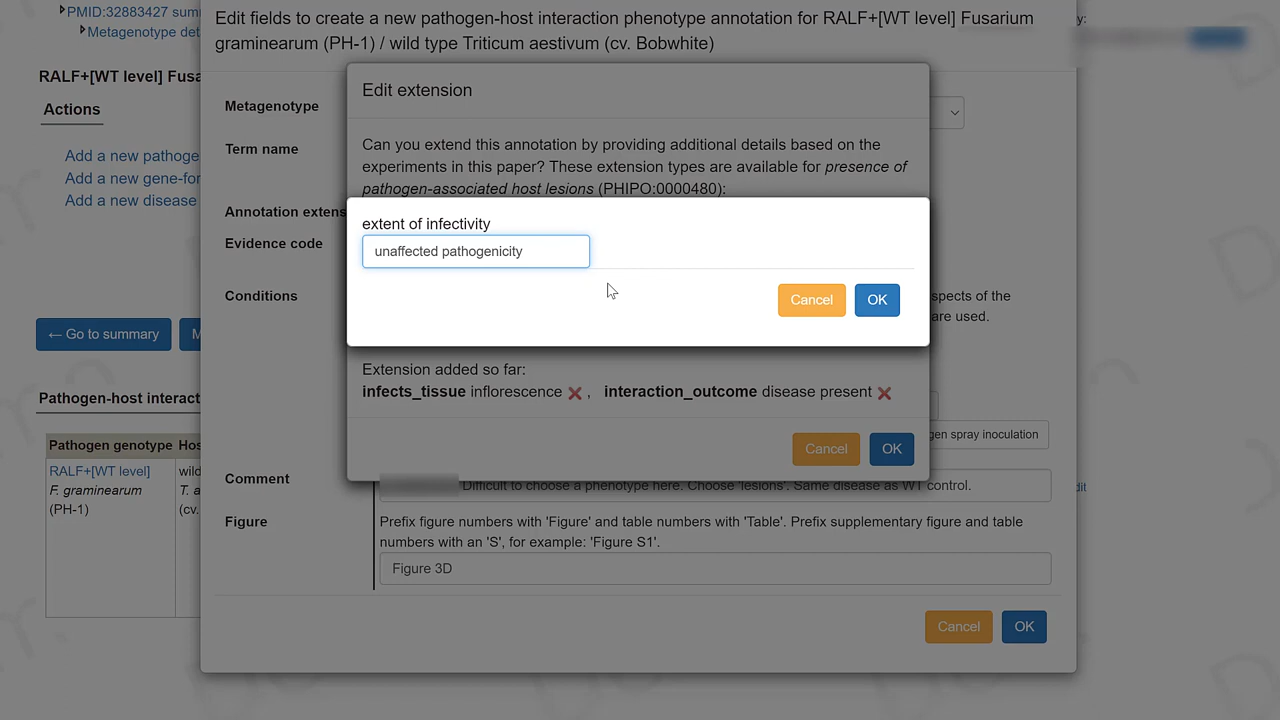 PMID:32883427 sum
Metagenotype det
RALF+[WT level] Fusa
Actions
Add a new pathoge
Add a new gene-for
Add a new disease
← Go to summary
Pathogen-host interact
Pathogen genotype
RALF+[WT level]
F. graminearum
(PH-1)
wild
T. a
(cv.
Edit fields to create a new pathogen-host interaction phenotype annotation for RALF+[WT level] Fusarium
graminearum (PH-1) / wild type Triticum aestivum (cv. Bobwhite)
Metagenotype
Term name
Annotation extens
Evidence code
Conditions
spects of the
are used.
gen spray inoculation
Comment
Difficult to choose a phenotype here. Choose 'lesions'. Same disease as WT control.
Figure
Prefix figure numbers with 'Figure' and table numbers with 'Table'. Prefix supplementary figure and table
numbers with an 'S', for example: 'Figure S1'.
Figure 3D
Cancel
OK
Edit extension
Can you extend this annotation by providing additional details based on the
experiments in this paper? These extension types are available for presence of
pathogen-associated host lesions (PHIPO:0000480):
extent of infectivity
unaffected pathogenicity
Cancel
OK
Extension added so far:
infects_tissue inflorescence , interaction_outcome disease present
Cancel
OK